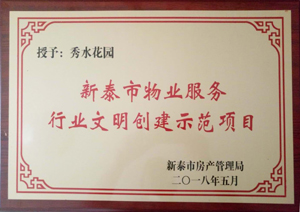 授予：秀水花园
新泰市物业服务
行业文明创建示范项目
新泰市房产管理局
二〇一八年五月